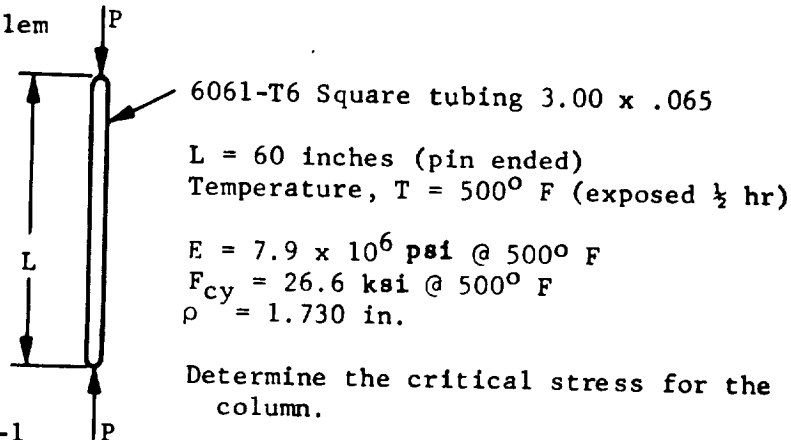 lem
P
6061-T6 Square tubing 3.00 x .065
L = 60 inches (pin ended)
Temperature, T = 500° F (exposed ½ hr)
E = 7.9 x 10⁶ psi @ 500° F
F_cy = 26.6 ksi @ 500° F
ρ = 1.730 in.
L
Determine the critical stress for the
column.
-1
P